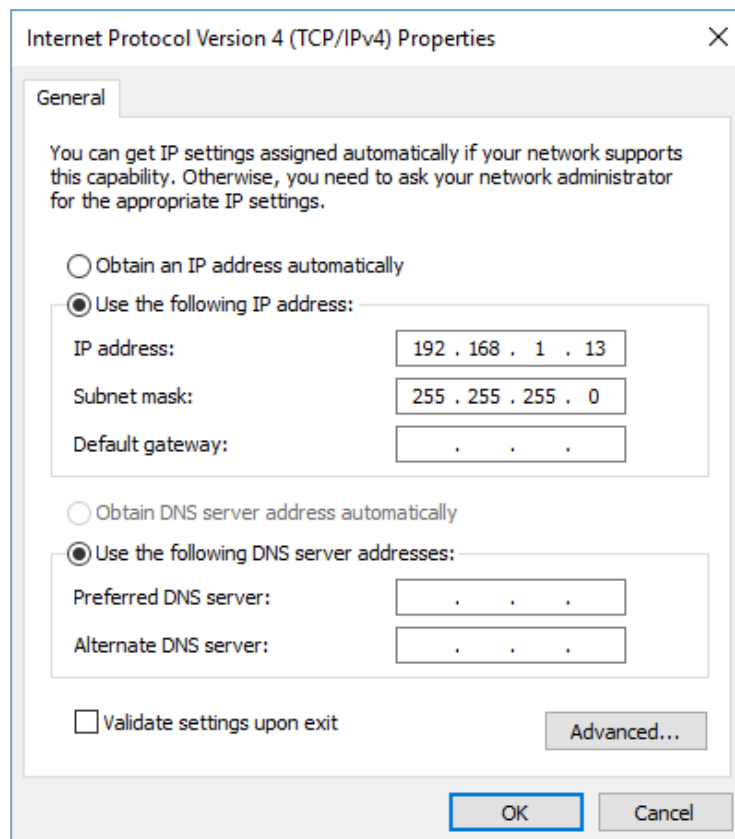 Internet Protocol Version 4 (TCP/IPv4) Properties
General
You can get IP settings assigned automatically if your network supports
this capability. Otherwise, you need to ask your network administrator
for the appropriate IP settings.
Obtain an IP address automatically
Use the following IP address:
IP address: 192 . 168 . 1 . 13
Subnet mask: 255 . 255 . 255 . 0
Default gateway: . . .
Obtain DNS server address automatically
Use the following DNS server addresses:
Preferred DNS server: . . .
Alternate DNS server: . . .
Validate settings upon exit
Advanced...
OK Cancel